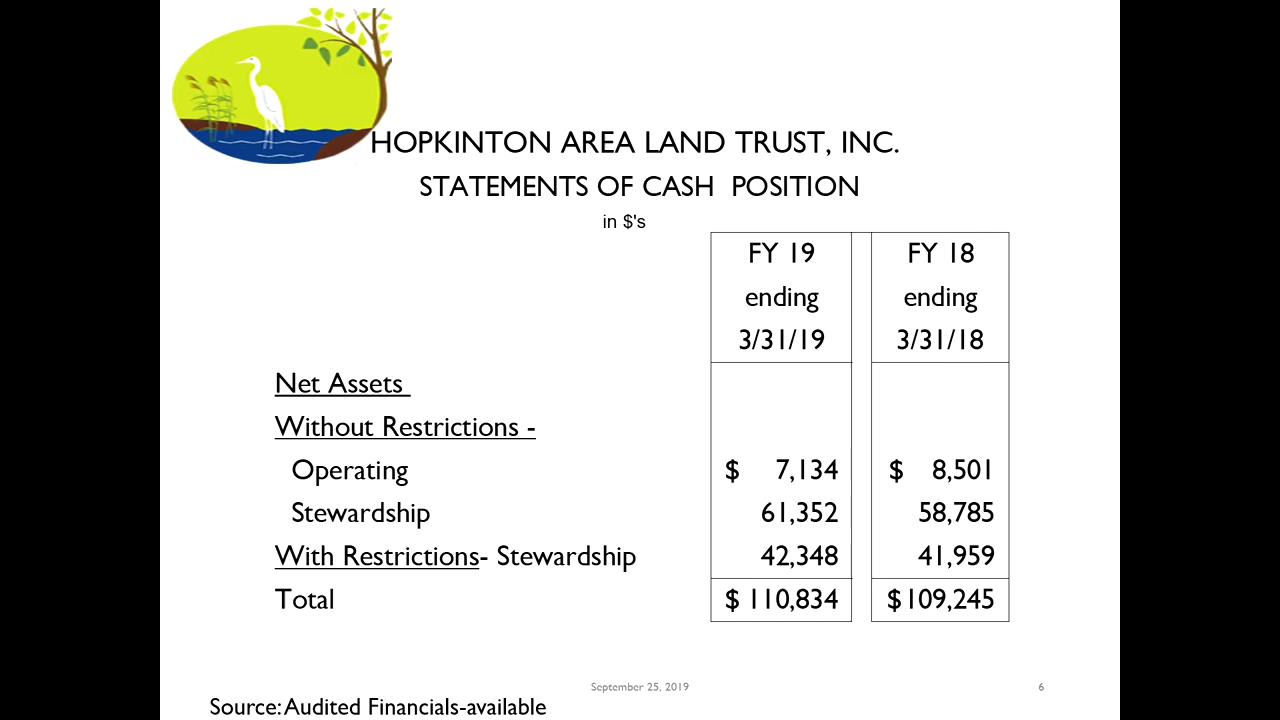 HOPKINTON AREA LAND TRUST, INC.
STATEMENTS OF CASH POSITION
in $'s
FY 19 FY 18
ending ending
3/31/19 3/31/18
Net Assets
Without Restrictions -
Operating $ 7,134 $ 8,501
Stewardship 61,352 58,785
With Restrictions- Stewardship 42,348 41,959
Total $ 110,834 $109,245
September 25, 2019 6
Source: Audited Financials-available